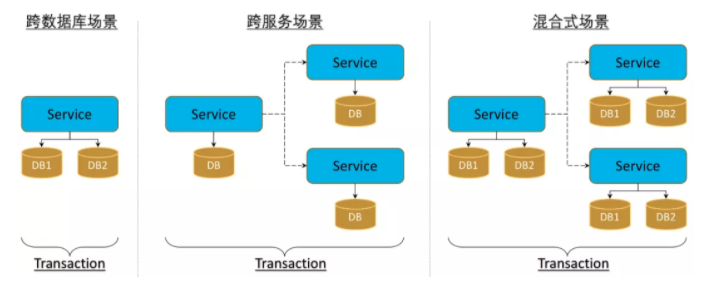 跨数据库场景
Service
DB1 DB2
Transaction
跨服务场景
Service
DB
Service
DB
Service
DB
Transaction
混合式场景
Service
DB1 DB2
Service
DB1 DB2
Service
DB1 DB2
Transaction